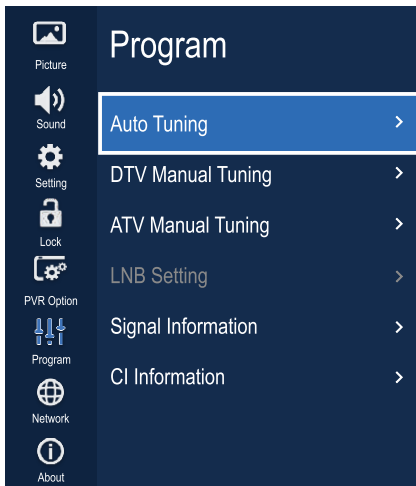 Picture
Sound
Setting
Lock
PVR Option
Program
Network
About
Program
Auto Tuning
DTV Manual Tuning
ATV Manual Tuning
LNB Setting
Signal Information
CI Information